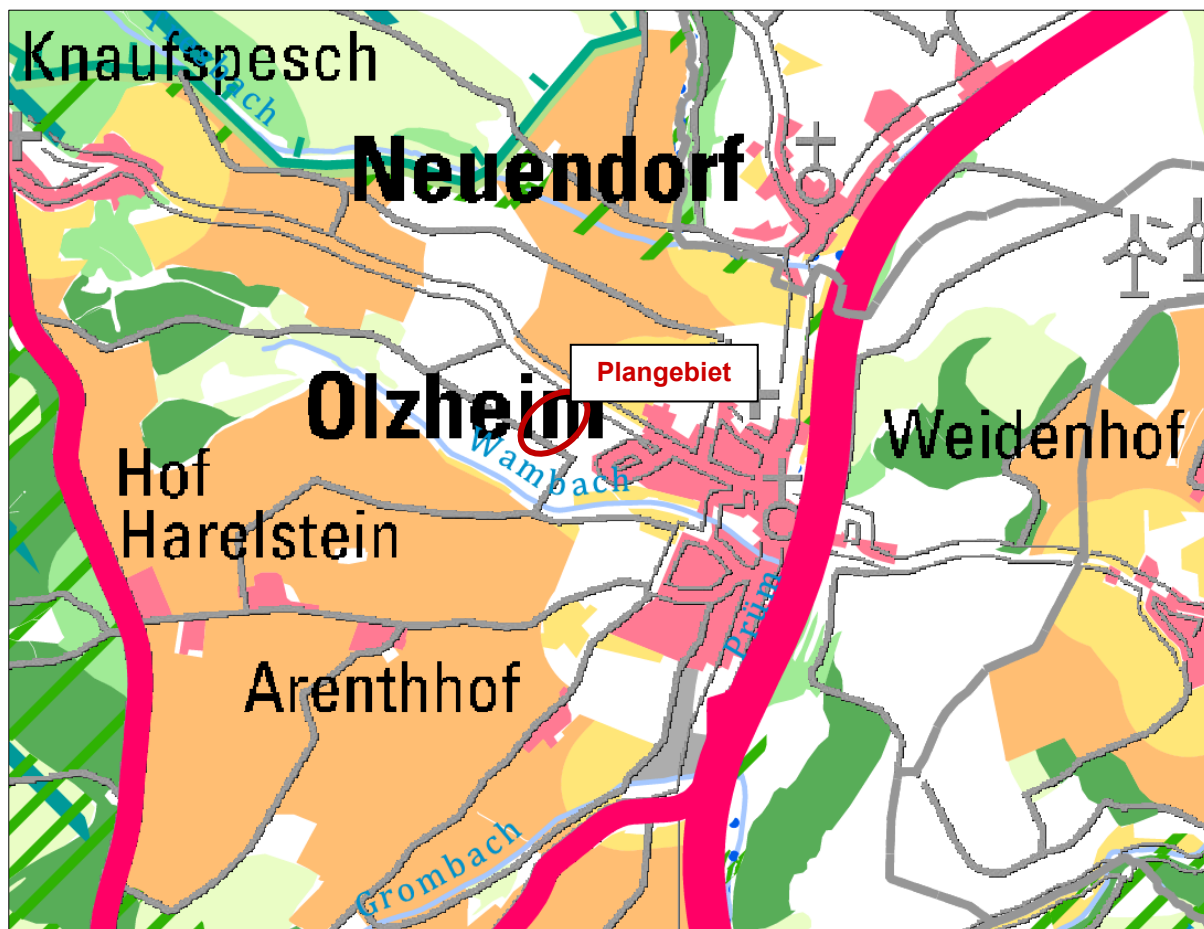 Knaufspesch
Neuendorf
Plangebiet
Olzheim
Wambach
Weidenhof
Hof
Harelstein
Prüm
Arenthhof
Grombach